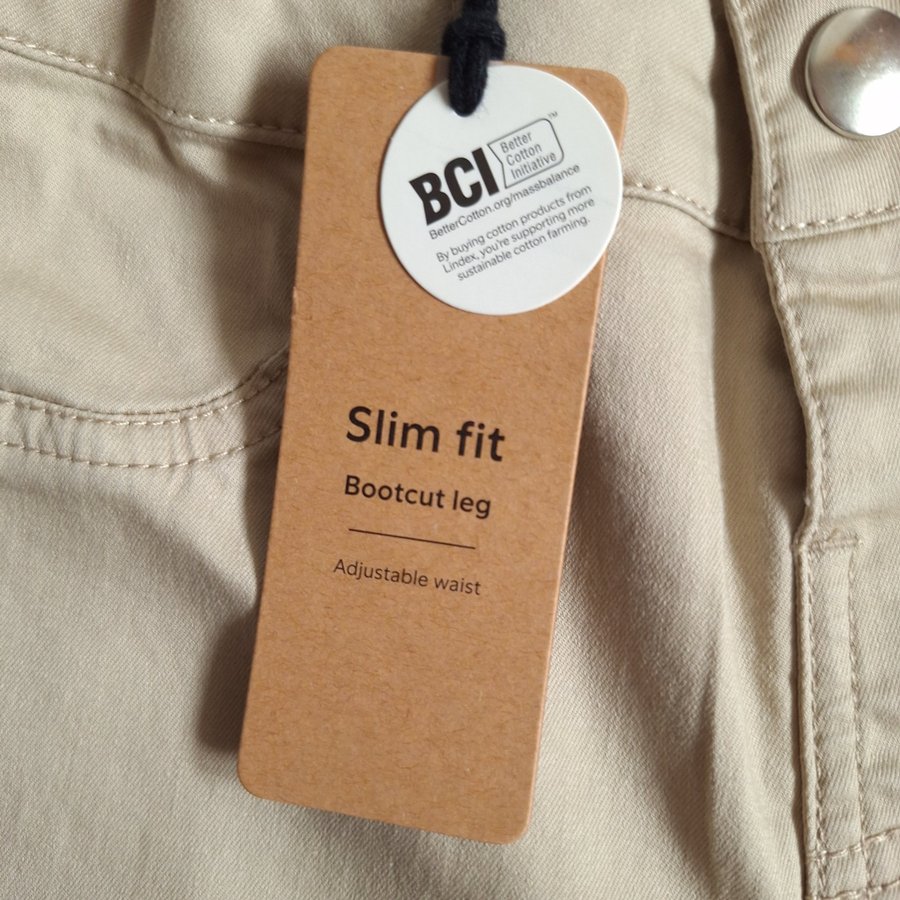 BCI
Better
Cotton
Initiative
™
BetterCotton.org/massbalance
By buying cotton products from
Lindex, you're supporting more
sustainable cotton farming.
Slim fit
Bootcut leg
Adjustable waist